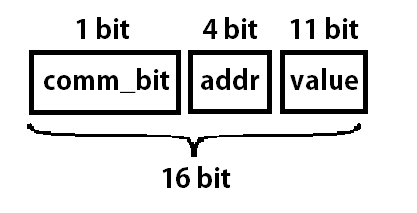 1 bit 4 bit 11 bit
comm_bit addr value
16 bit